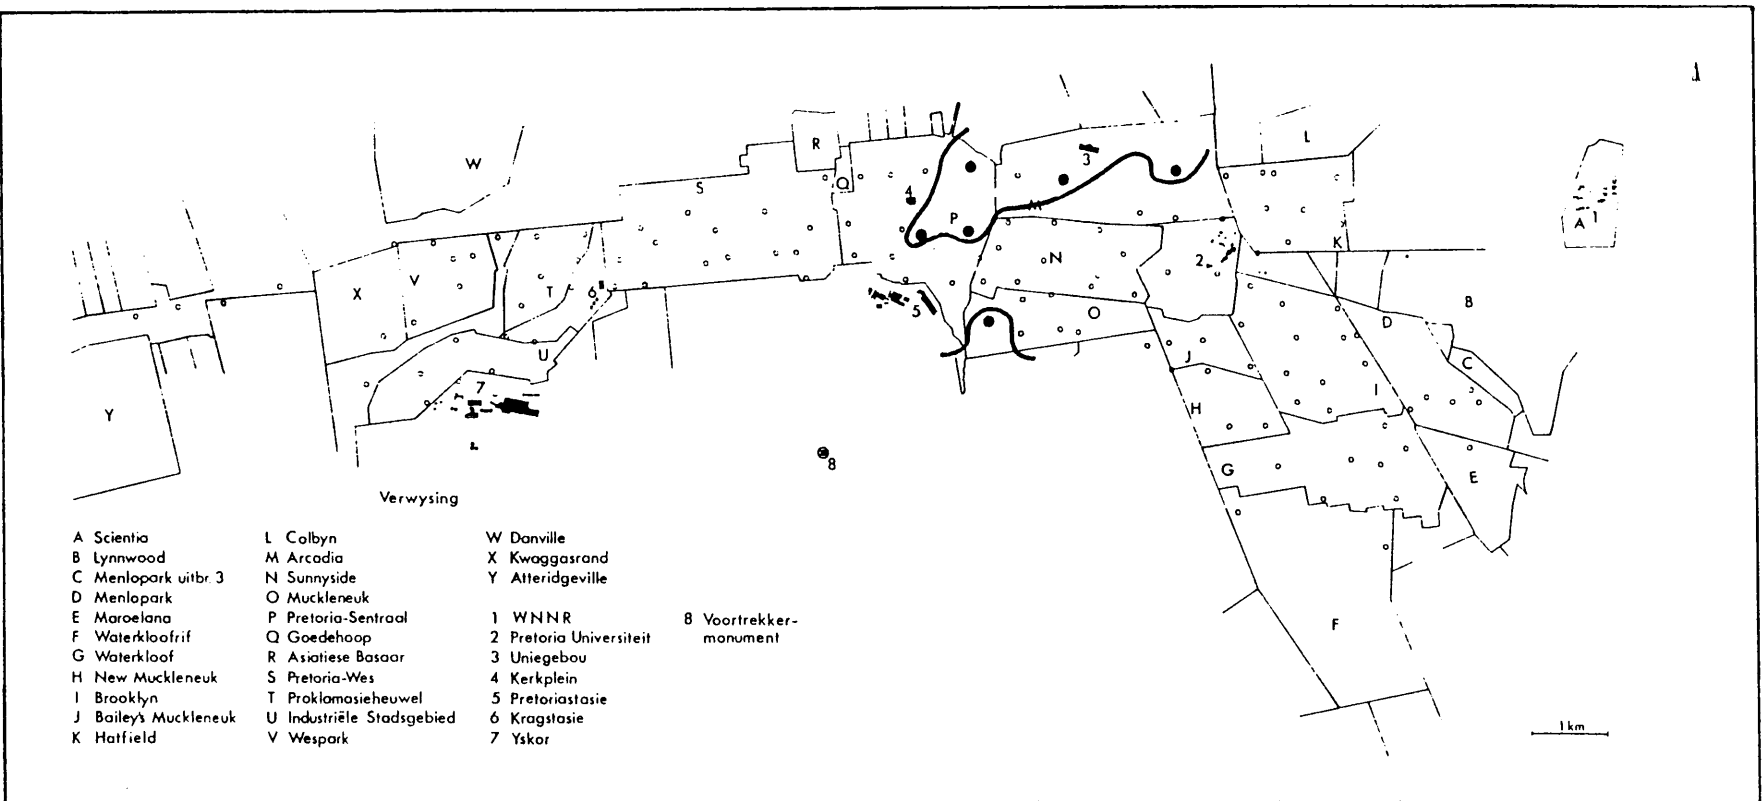 W
R
L
3
S
Q
4
A 1
M
P
K
N
2
V
T
X
6
5
B
O
D
U
J
C
7
I
Y
H
8
G
E
F
1 km
Verwysing
A Scientia
B Lynnwood
C Menlopark uitbr. 3
D Menlopark
E Maroelana
F Waterkloofrif
G Waterkloof
H New Muckleneuk
I Brooklyn
J Bailey's Muckleneuk
K Hatfield
L Colbyn
M Arcadia
N Sunnyside
O Muckleneuk
P Pretoria-Sentraal
Q Goedehoop
R Asiatiese Basaar
S Pretoria-Wes
T Proklamasieheuwel
U Industriële Stadsgebied
V Wespark
W Danville
X Kwaggasrand
Y Atteridgeville
1 WNNR
2 Pretoria Universiteit
3 Uniegebou
4 Kerkplein
5 Pretoriastasie
6 Kragstasie
7 Yskor
8 Voortrekker-
monument